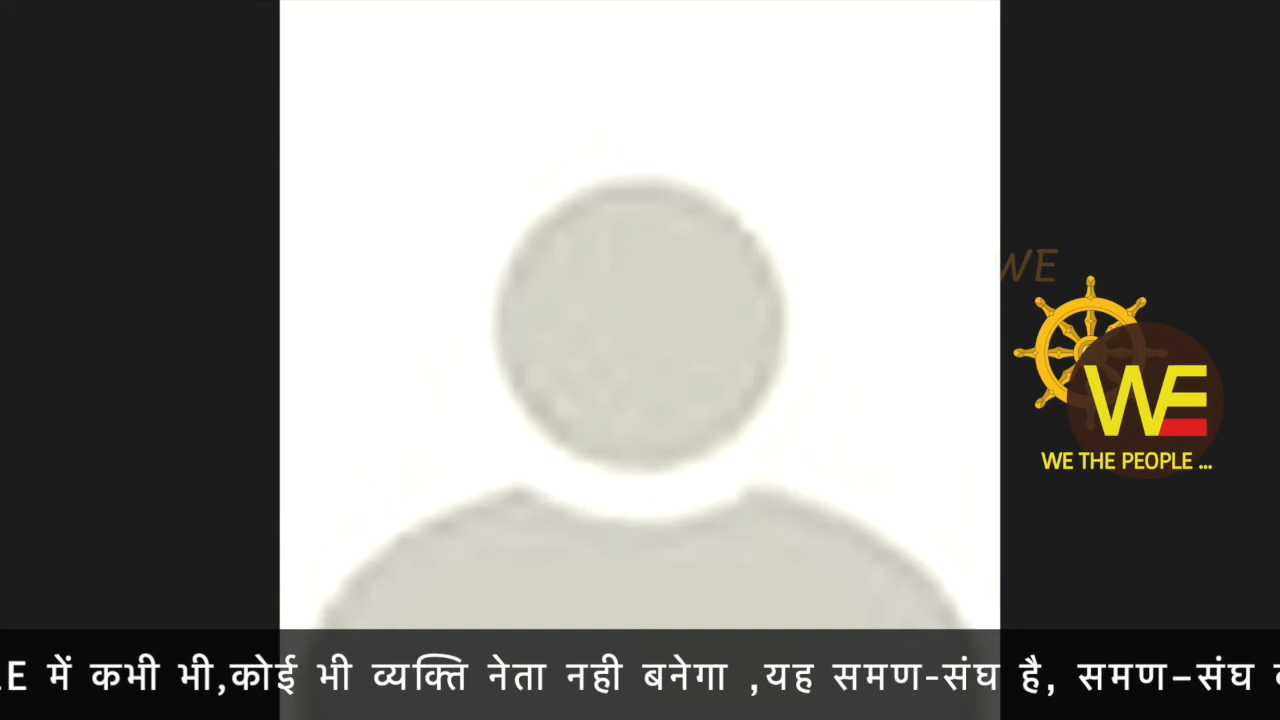 WE
WE
WE THE PEOPLE ...
में कभी भी,कोई भी व्यक्ति नेता नही बनेगा ,यह समण-संघ है, समण–संघ